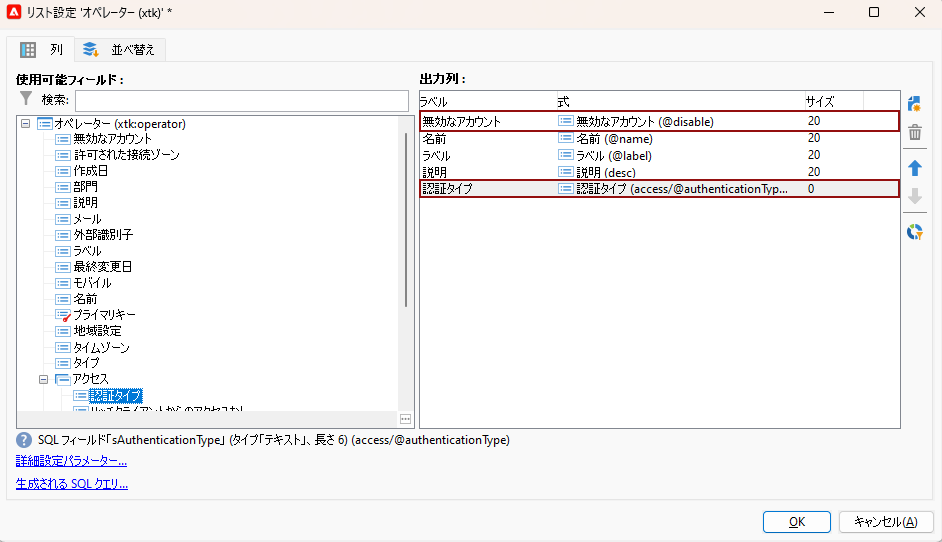 リスト設定 'オペレーター (xtk)' *
列
並べ替え
使用可能フィールド :
検索:
オペレーター (xtk:operator)
無効なアカウント
許可された接続ゾーン
作成日
部門
説明
メール
外部識別子
ラベル
最終変更日
モバイル
名前
プライマリキー
地域設定
タイムゾーン
タイプ
アクセス
認証タイプ
出力列 :
ラベル 式 サイズ
無効なアカウント 無効なアカウント (@disable) 20
名前 名前 (@name) 20
ラベル ラベル (@label) 20
説明 説明 (desc) 20
認証タイプ 認証タイプ (access/@authenticationTyp... 0
SQL フィールド「sAuthenticationType」 (タイプ「テキスト」、長さ 6) (access/@authenticationType)
詳細設定パラメーター...
生成される SQL クエリ...
OK
キャンセル(A)